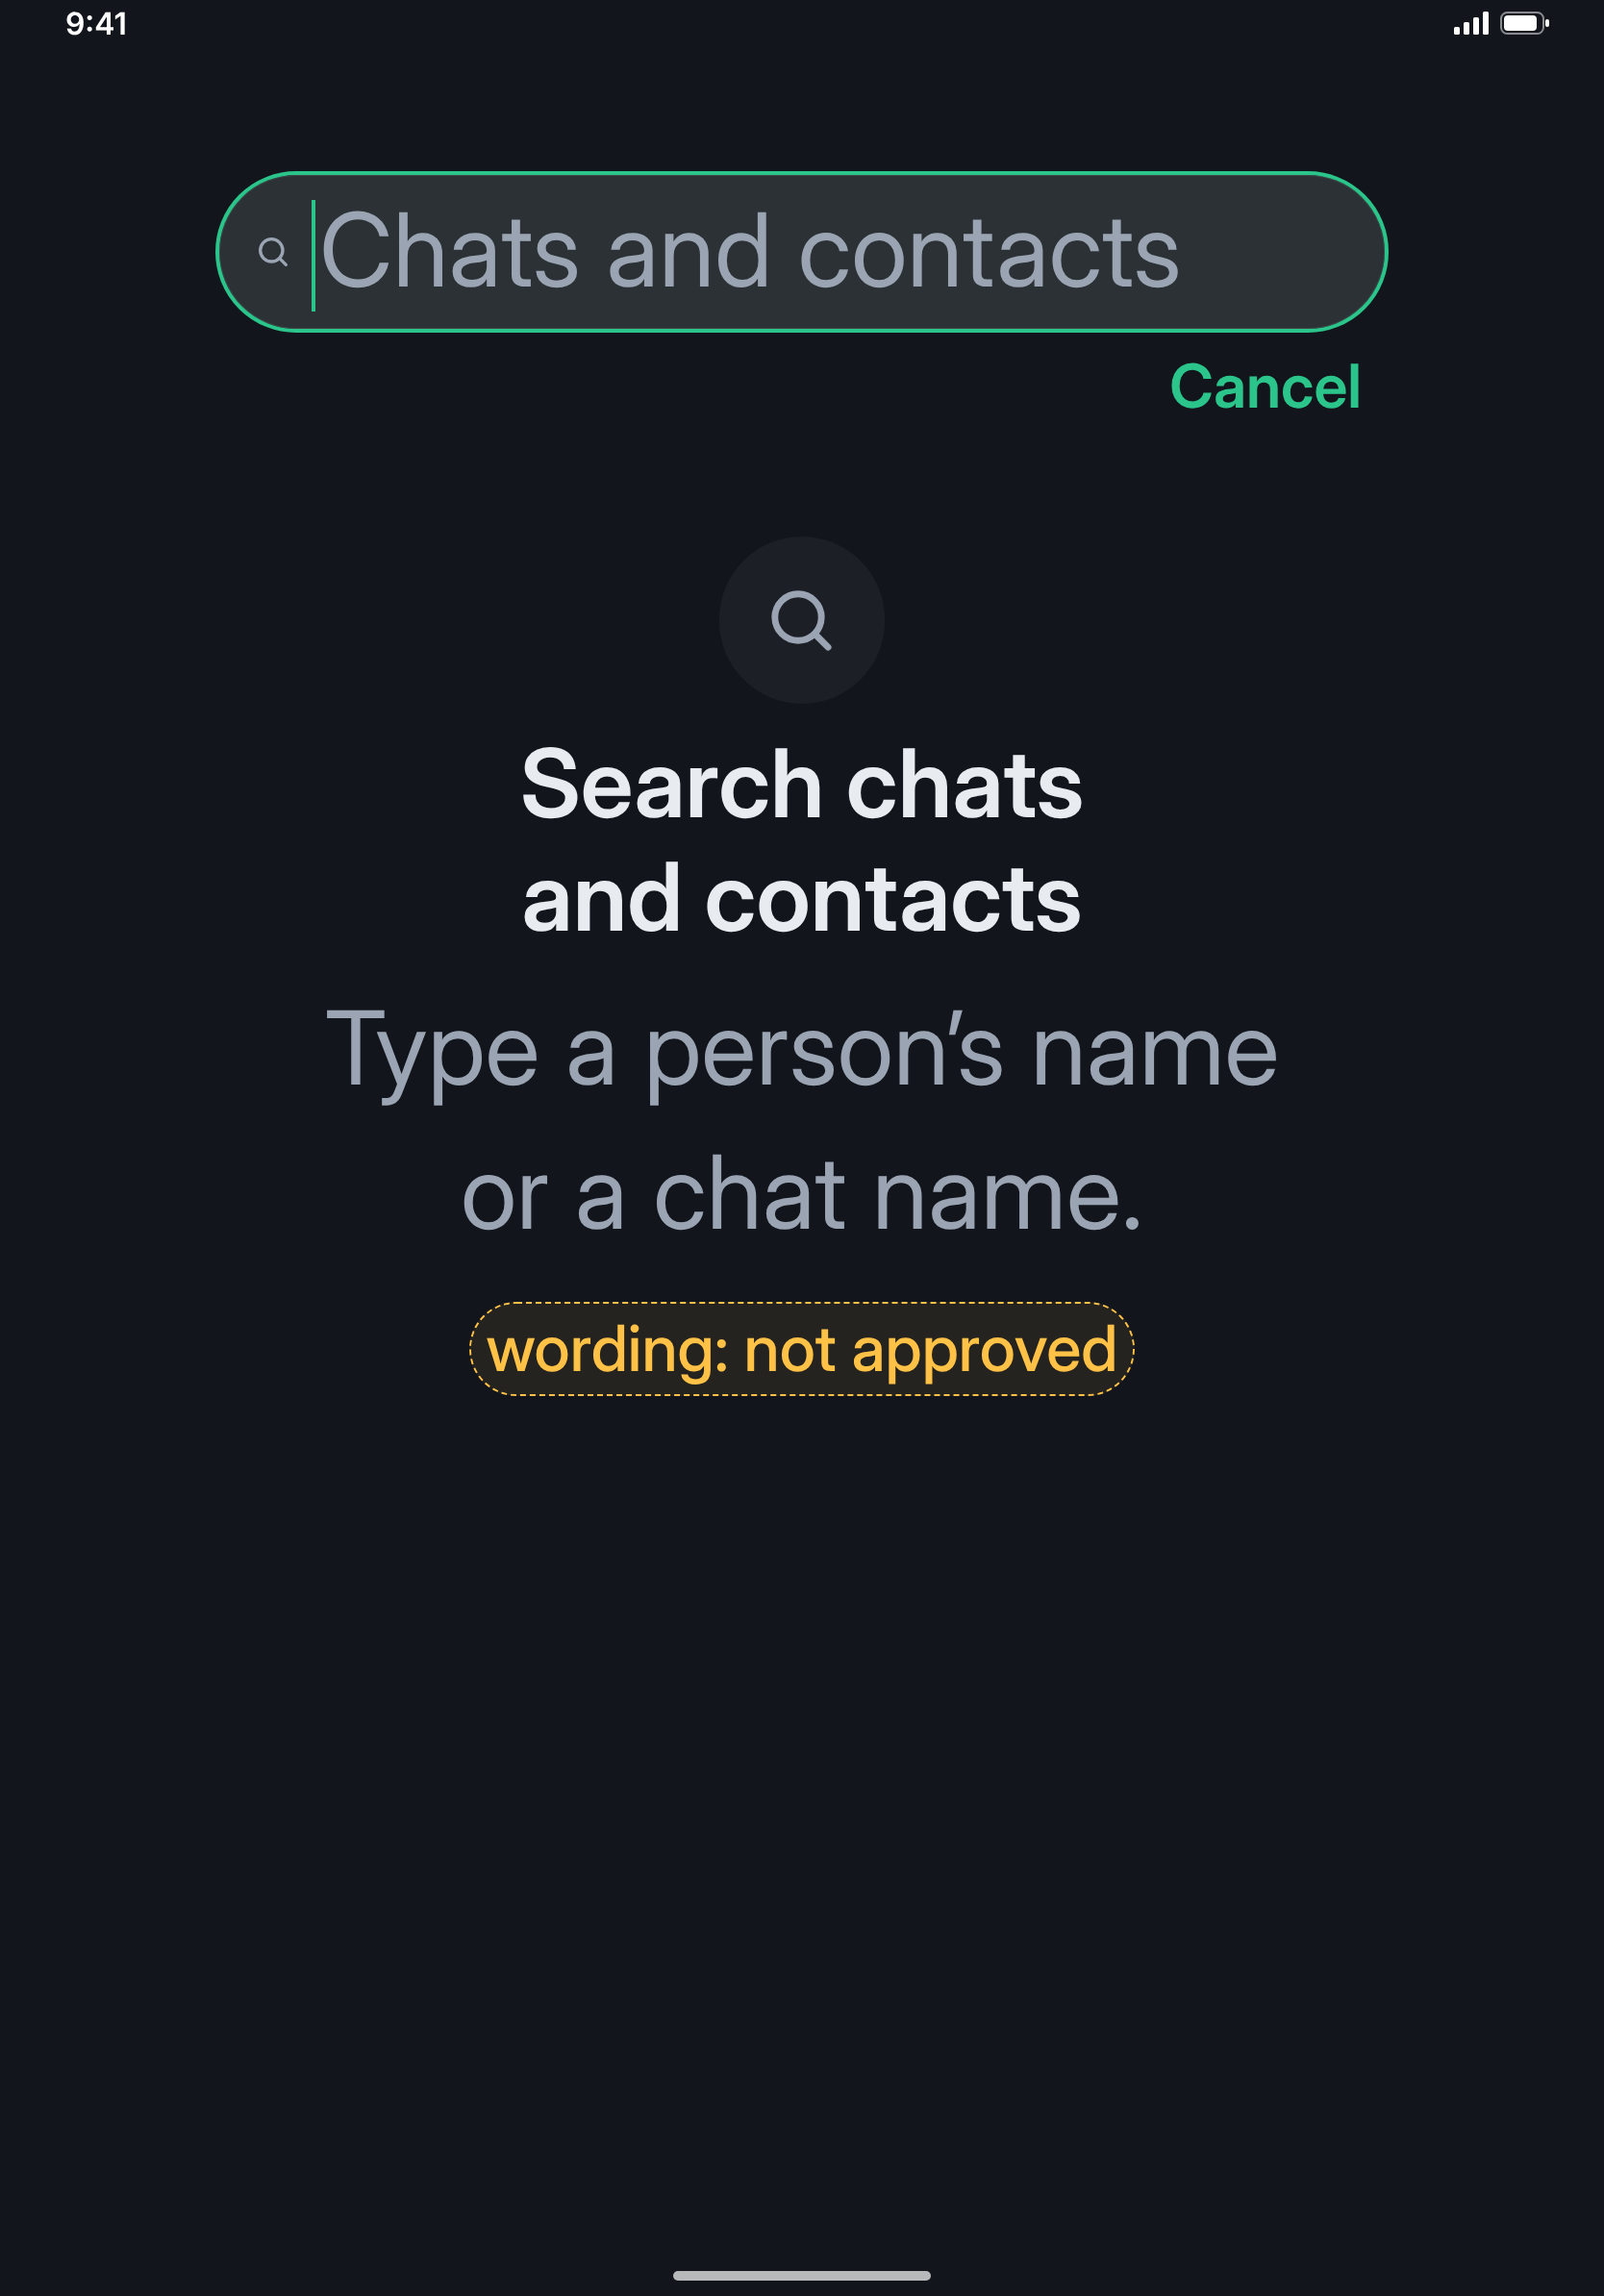 9:41
Chats and contacts
Cancel
Search chats
and contacts
Type a person’s name
or a chat name.
wording: not approved